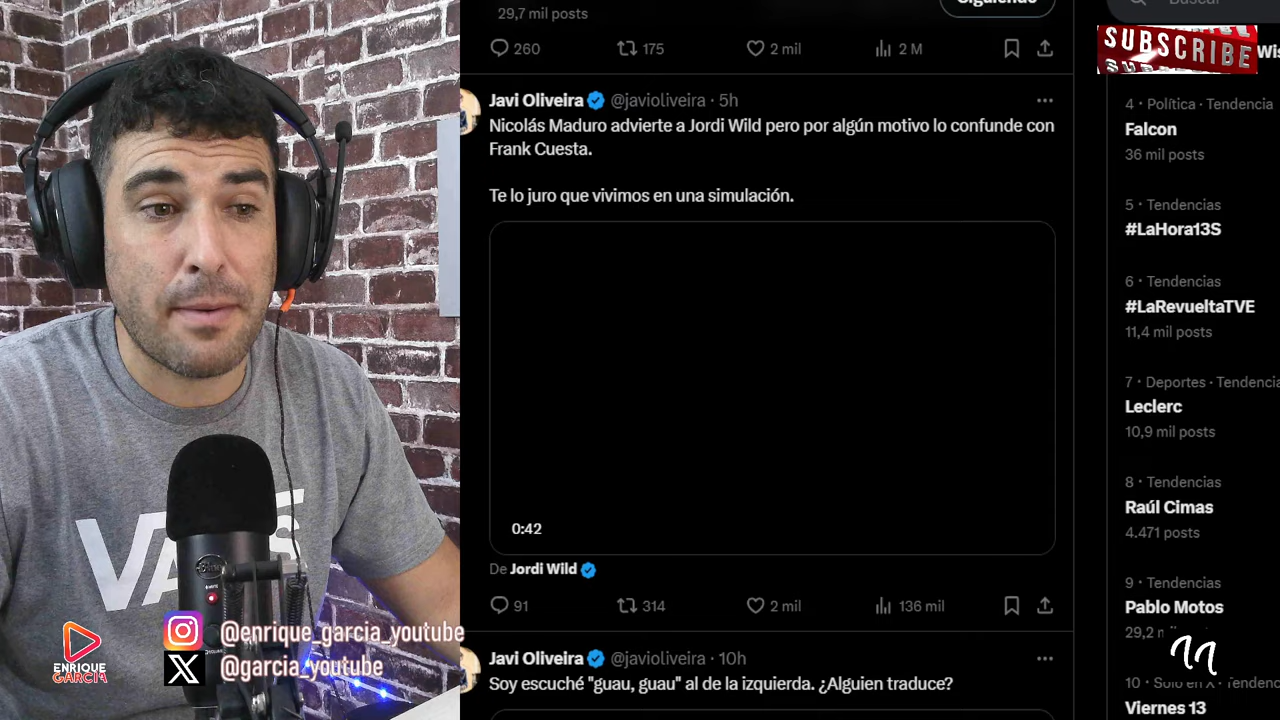 29,7 mil posts
Siguiendo
260 175 2 mil 2 M
Javi Oliveira @javioliveira · 5h
Nicolás Maduro advierte a Jordi Wild pero por algún motivo lo confunde con
Frank Cuesta.
Te lo juro que vivimos en una simulación.
0:42
De Jordi Wild
91 314 2 mil 136 mil
Javi Oliveira @javioliveira · 10h
Soy escuché "guau, guau" al de la izquierda. ¿Alguien traduce?
Buscar
SUBSCRIBE
4 · Política · Tendencia
Falcon
36 mil posts
5 · Tendencias
#LaHora13S
6 · Tendencias
#LaRevueltaTVE
11,4 mil posts
7 · Deportes · Tendencia
Leclerc
10,9 mil posts
8 · Tendencias
Raúl Cimas
4.471 posts
9 · Tendencias
Pablo Motos
29,2
10 · Solo en X ·
Viernes 13
VANS
ENRIQUE
GARCIA
@enrique_garcia_youtube
@garcia_youtube